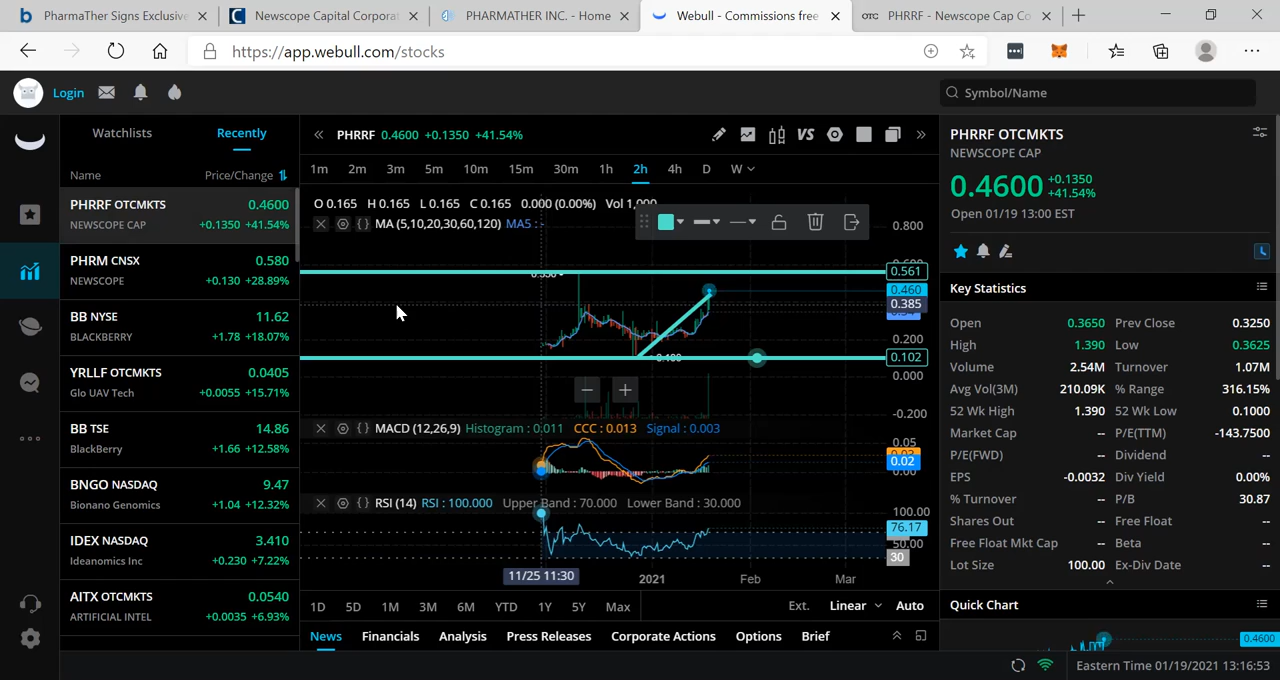 PharmaTher Signs Exclusive
Newscope Capital Corporat
PHARMATHER INC. - Home
Webull - Commissions free
OTC PHRRF - Newscope Cap Co
https://app.webull.com/stocks
Login
Symbol/Name
Watchlists
Recently
Name
Price/Change
PHRRF OTCMKTS 0.4600
NEWSCOPE CAP +0.1350 +41.54%
PHRM CNSX 0.580
NEWSCOPE +0.130 +28.89%
BB NYSE 11.62
BLACKBERRY +1.78 +18.07%
YRLLF OTCMKTS 0.0405
Glo UAV Tech +0.0055 +15.71%
BB TSE 14.86
BlackBerry +1.66 +12.58%
BNGO NASDAQ 9.47
Bionano Genomics +1.04 +12.32%
IDEX NASDAQ 3.410
Ideanomics Inc +0.230 +7.22%
AITX OTCMKTS 0.0540
ARTIFICIAL INTEL +0.0035 +6.93%
PHRRF 0.4600 +0.1350 +41.54%
VS
1m 2m 3m 5m 10m 15m 30m 1h 2h 4h D W
O 0.165 H 0.165 L 0.165 C 0.165 0.000 (0.00%) Vol 1,000
MA (5,10,20,30,60,120) MA5 : -
0.800
0.561
0.460
0.385
0.200
0.102
0.000
-0.200
MACD (12,26,9) Histogram : 0.011 CCC : 0.013 Signal : 0.003
0.05
0.02
RSI (14) RSI : 100.000 Upper Band : 70.000 Lower Band : 30.000
100.00
76.17
50.00
30
11/25 11:30 2021 Feb Mar
1D 5D 1M 3M 6M YTD 1Y 5Y Max
Ext. Linear Auto
News Financials Analysis Press Releases Corporate Actions Options Brief
PHRRF OTCMKTS
NEWSCOPE CAP
0.4600 +0.1350
+41.54%
Open 01/19 13:00 EST
Key Statistics
Open 0.3650 Prev Close 0.3250
High 1.390 Low 0.3625
Volume 2.54M Turnover 1.07M
Avg Vol(3M) 210.09K % Range 316.15%
52 Wk High 1.390 52 Wk Low 0.1000
Market Cap -- P/E(TTM) -143.7500
P/E(FWD) -- Dividend --
EPS -0.0032 Div Yield 0.00%
% Turnover -- P/B 30.87
Shares Out -- Free Float --
Free Float Mkt Cap -- Beta --
Lot Size 100.00 Ex-Div Date --
Quick Chart
0.4600
Eastern Time 01/19/2021 13:16:53